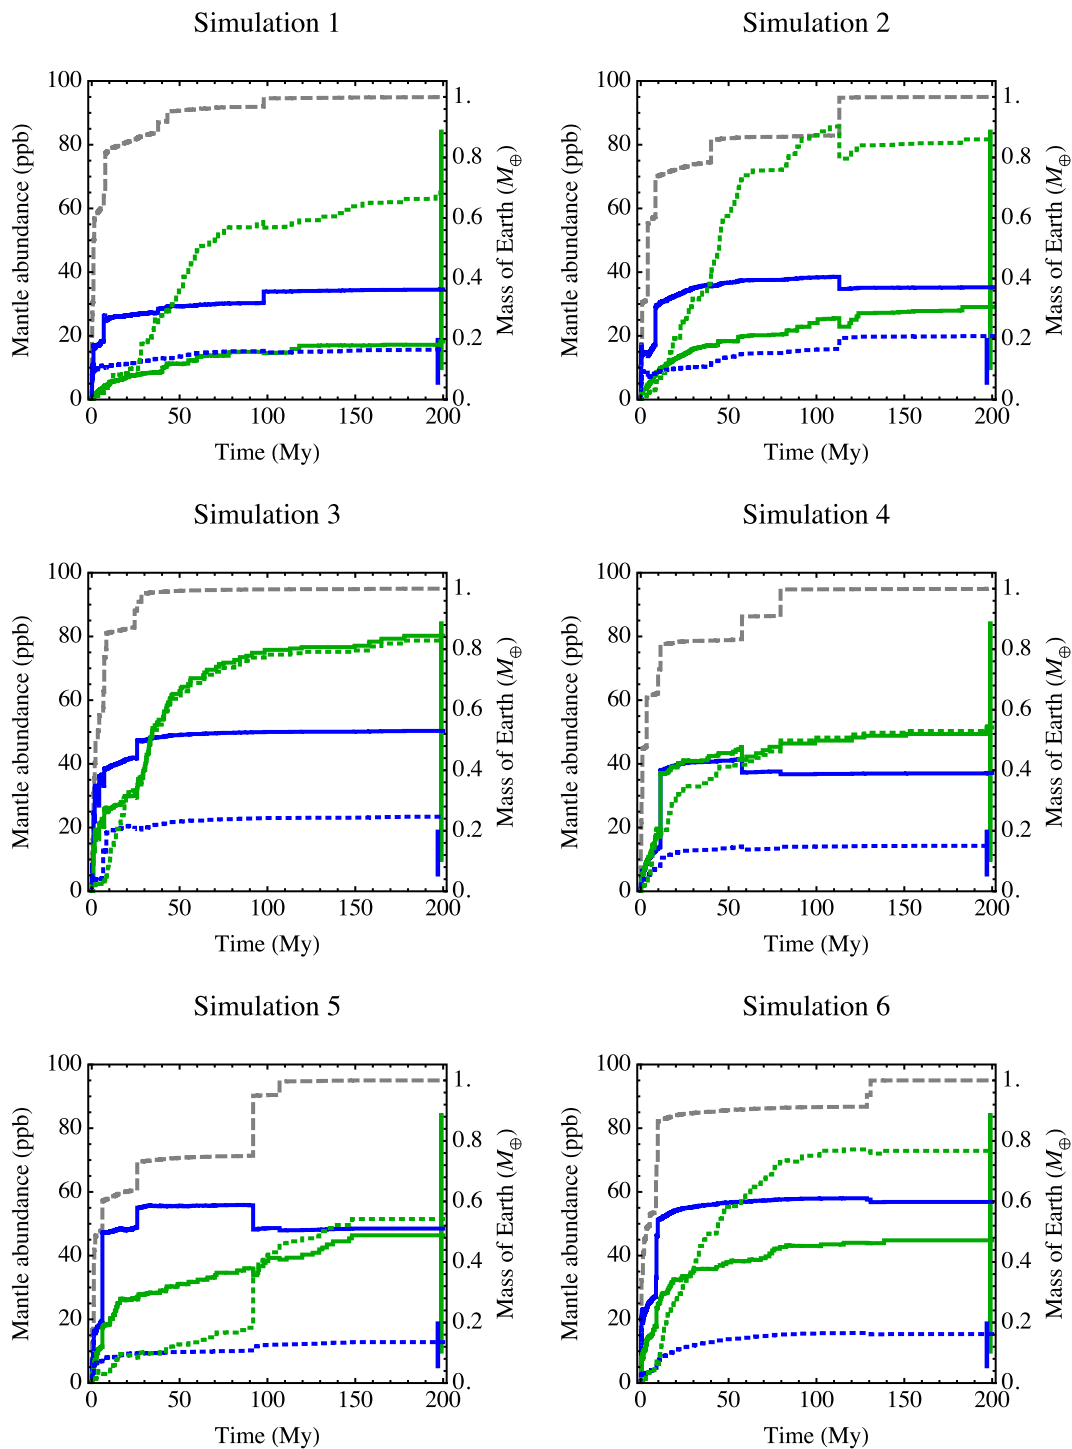 Simulation 1
Mantle abundance (ppb)
100
80
60
40
20
0
1.
0.8
0.6
0.4
0.2
0.
Mass of Earth (M⊕)
0 50 100 150 200
Time (My)
Simulation 2
Mantle abundance (ppb)
100
80
60
40
20
0
1.
0.8
0.6
0.4
0.2
0.
Mass of Earth (M⊕)
0 50 100 150 200
Time (My)
Simulation 3
Mantle abundance (ppb)
100
80
60
40
20
0
1.
0.8
0.6
0.4
0.2
0.
Mass of Earth (M⊕)
0 50 100 150 200
Time (My)
Simulation 4
Mantle abundance (ppb)
100
80
60
40
20
0
1.
0.8
0.6
0.4
0.2
0.
Mass of Earth (M⊕)
0 50 100 150 200
Time (My)
Simulation 5
Mantle abundance (ppb)
100
80
60
40
20
0
1.
0.8
0.6
0.4
0.2
0.
Mass of Earth (M⊕)
0 50 100 150 200
Time (My)
Simulation 6
Mantle abundance (ppb)
100
80
60
40
20
0
1.
0.8
0.6
0.4
0.2
0.
Mass of Earth (M⊕)
0 50 100 150 200
Time (My)